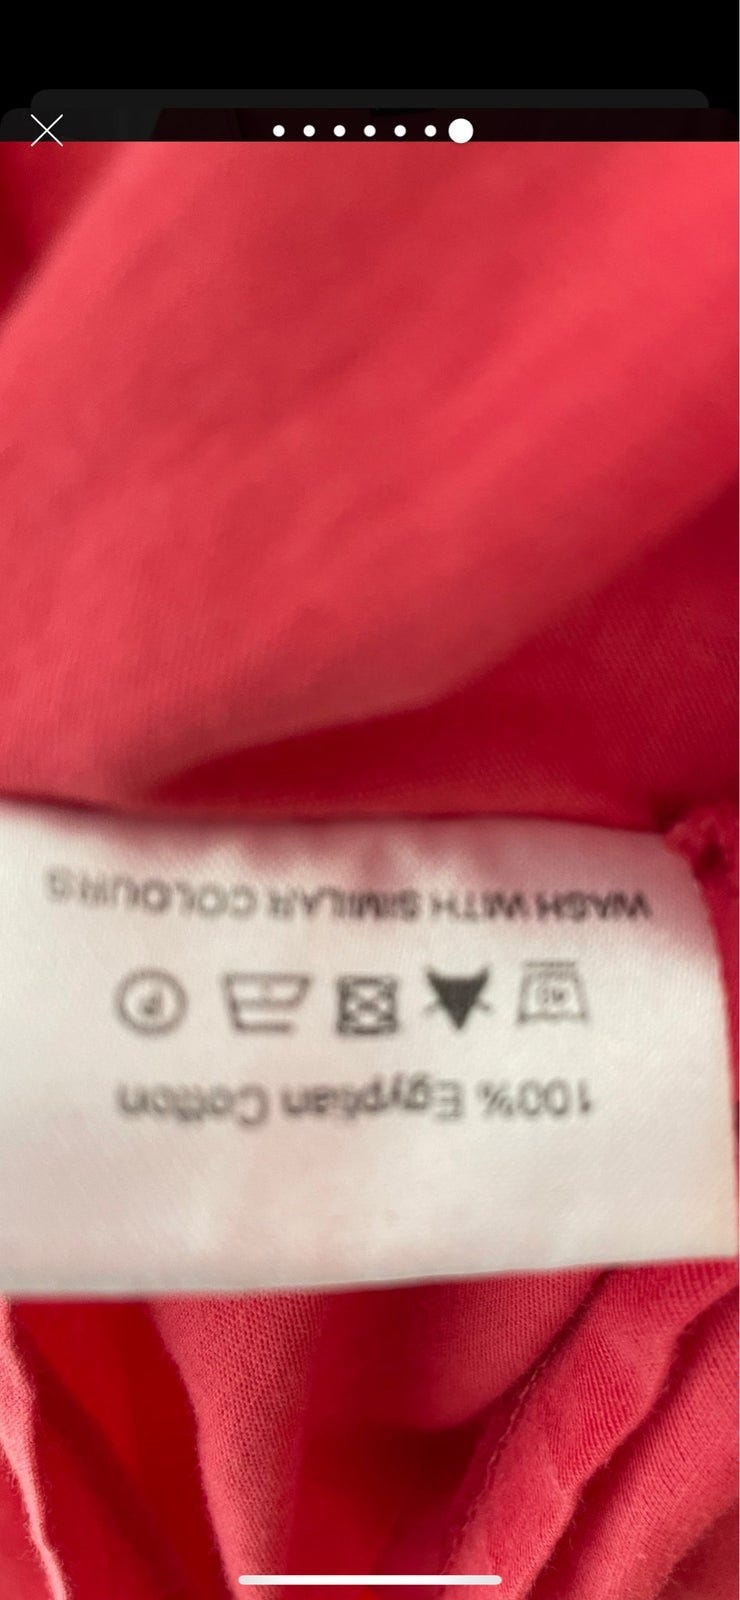 100% Egyptian Cotton
P
WASH WITH SIMILAR COLOURS